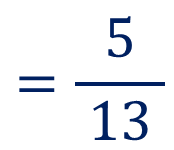 = 5/13